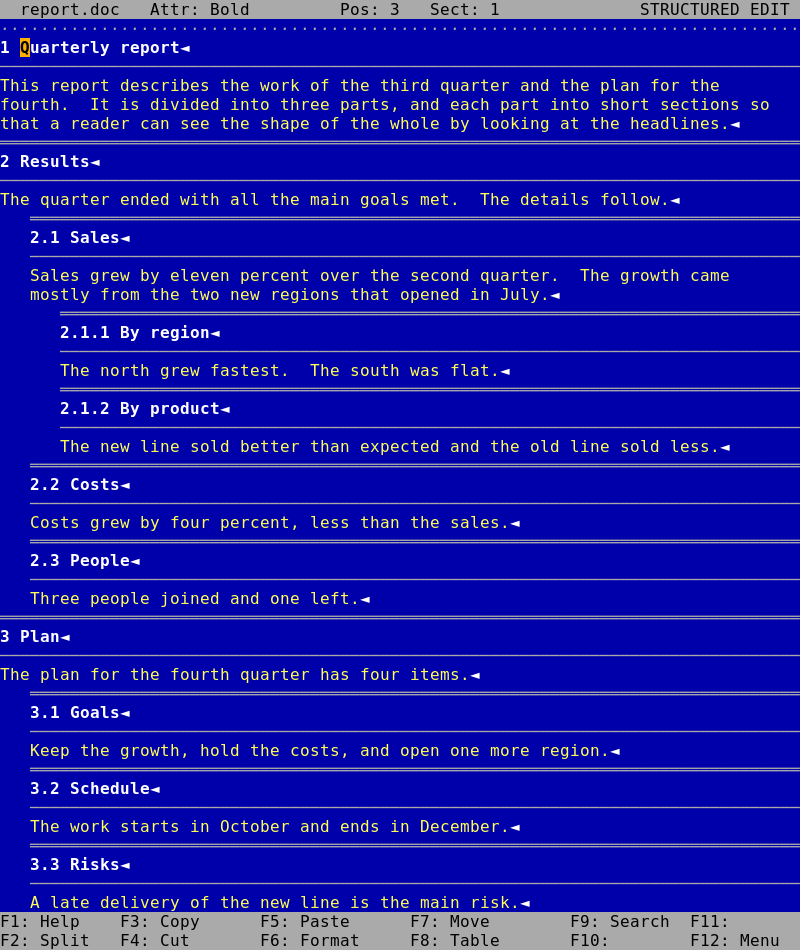 report.doc Attr: Bold Pos: 3 Sect: 1 STRUCTURED EDIT
1 Quarterly report◄
This report describes the work of the third quarter and the plan for the
fourth. It is divided into three parts, and each part into short sections so
that a reader can see the shape of the whole by looking at the headlines.◄
2 Results◄
The quarter ended with all the main goals met. The details follow.◄
2.1 Sales◄
Sales grew by eleven percent over the second quarter. The growth came
mostly from the two new regions that opened in July.◄
2.1.1 By region◄
The north grew fastest. The south was flat.◄
2.1.2 By product◄
The new line sold better than expected and the old line sold less.◄
2.2 Costs◄
Costs grew by four percent, less than the sales.◄
2.3 People◄
Three people joined and one left.◄
3 Plan◄
The plan for the fourth quarter has four items.◄
3.1 Goals◄
Keep the growth, hold the costs, and open one more region.◄
3.2 Schedule◄
The work starts in October and ends in December.◄
3.3 Risks◄
A late delivery of the new line is the main risk.◄
F1: Help F3: Copy F5: Paste F7: Move F9: Search F11:
F2: Split F4: Cut F6: Format F8: Table F10: F12: Menu